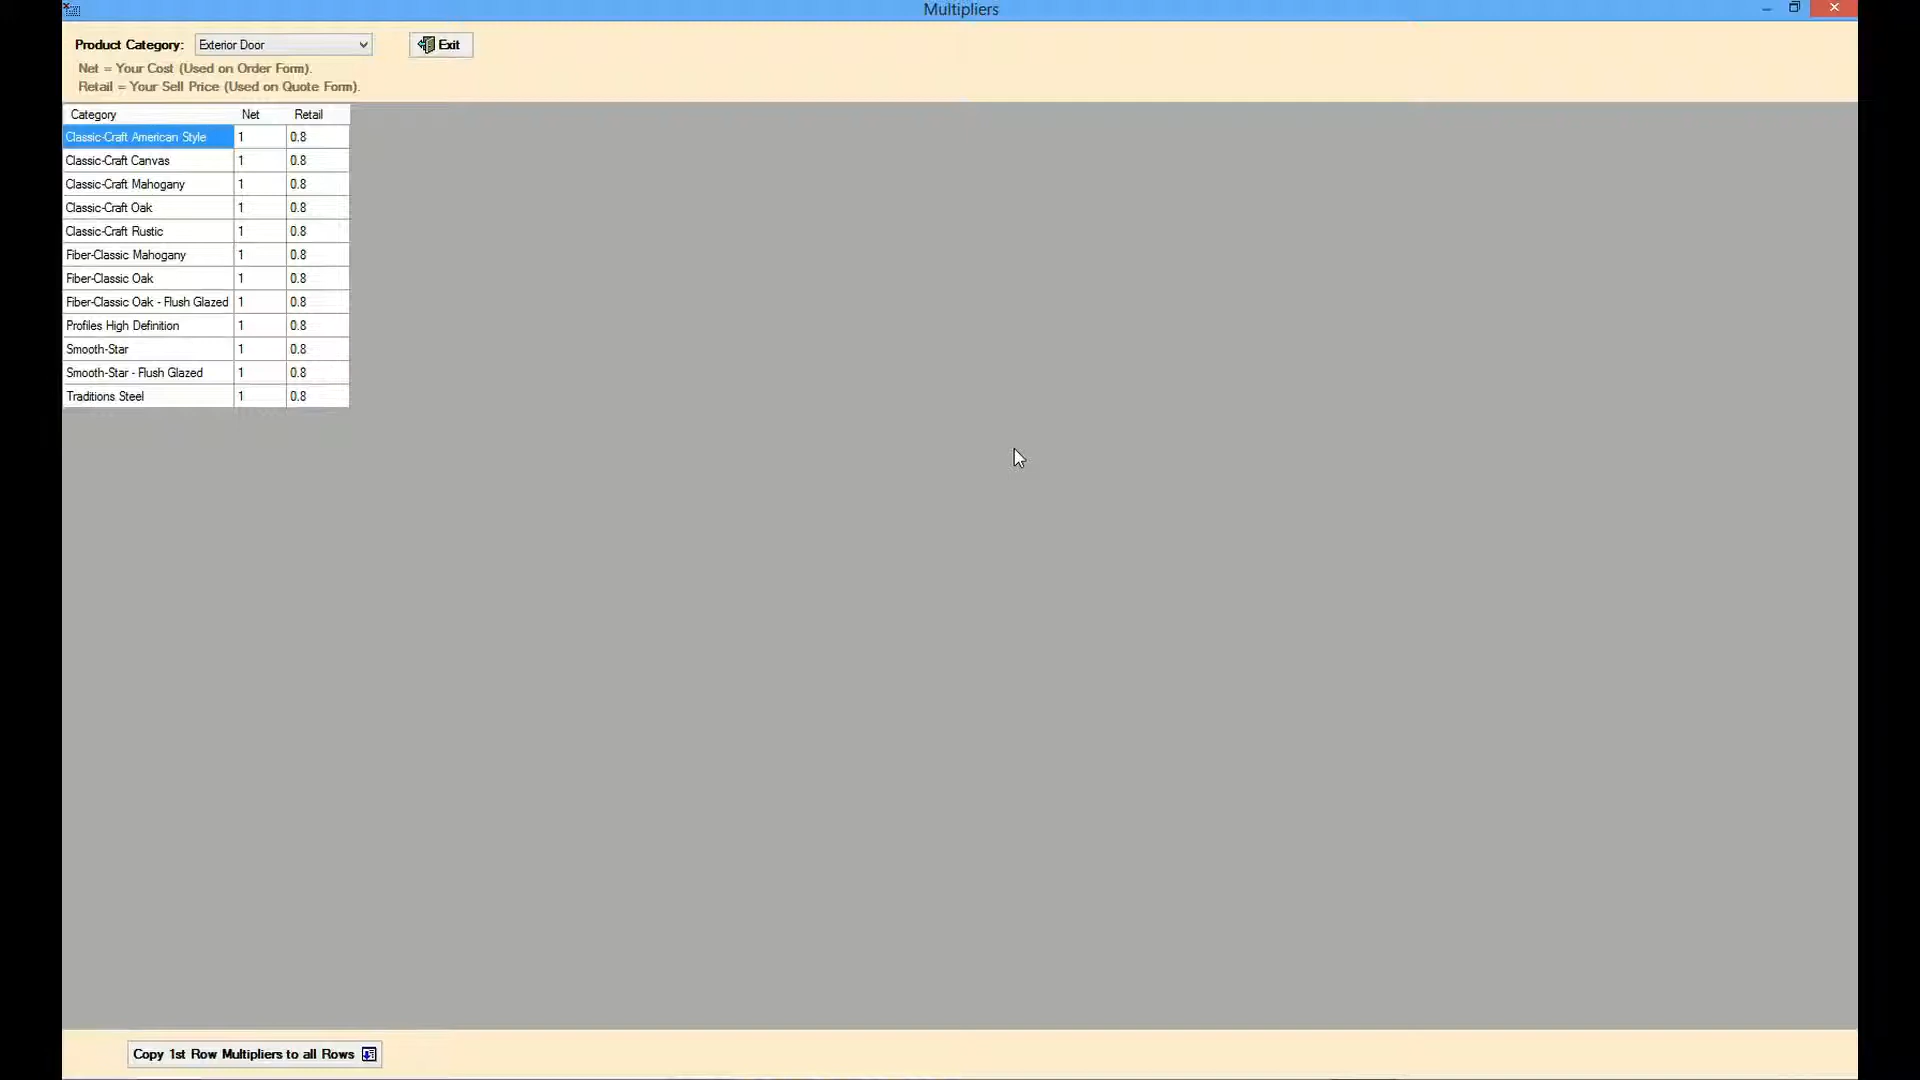 Multipliers
Product Category: Exterior Door Exit
Net = Your Cost (Used on Order Form).
Retail = Your Sell Price (Used on Quote Form).
Category Net Retail
Classic-Craft American Style 1 0.8
Classic-Craft Canvas 1 0.8
Classic-Craft Mahogany 1 0.8
Classic-Craft Oak 1 0.8
Classic-Craft Rustic 1 0.8
Fiber-Classic Mahogany 1 0.8
Fiber-Classic Oak 1 0.8
Fiber-Classic Oak - Flush Glazed 1 0.8
Profiles High Definition 1 0.8
Smooth-Star 1 0.8
Smooth-Star - Flush Glazed 1 0.8
Traditions Steel 1 0.8
Copy 1st Row Multipliers to all Rows